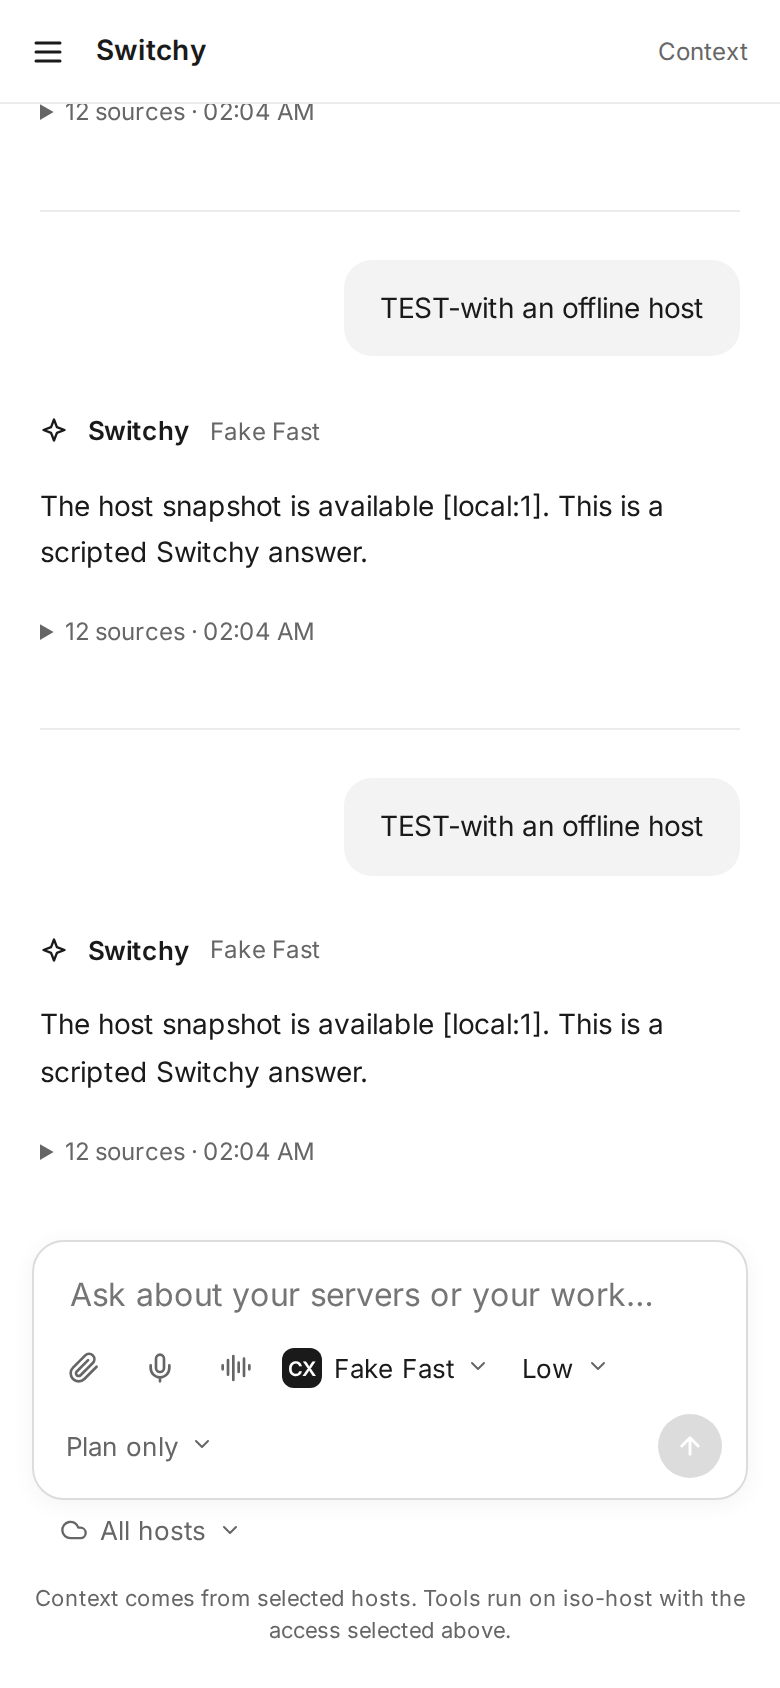 Switchy
Context
12 sources · 02:04 AM
TEST-with an offline host
Switchy Fake Fast
The host snapshot is available [local:1]. This is a
scripted Switchy answer.
12 sources · 02:04 AM
TEST-with an offline host
Switchy Fake Fast
The host snapshot is available [local:1]. This is a
scripted Switchy answer.
12 sources · 02:04 AM
Ask about your servers or your work...
CX Fake Fast Low
Plan only
All hosts
Context comes from selected hosts. Tools run on iso-host with the
access selected above.